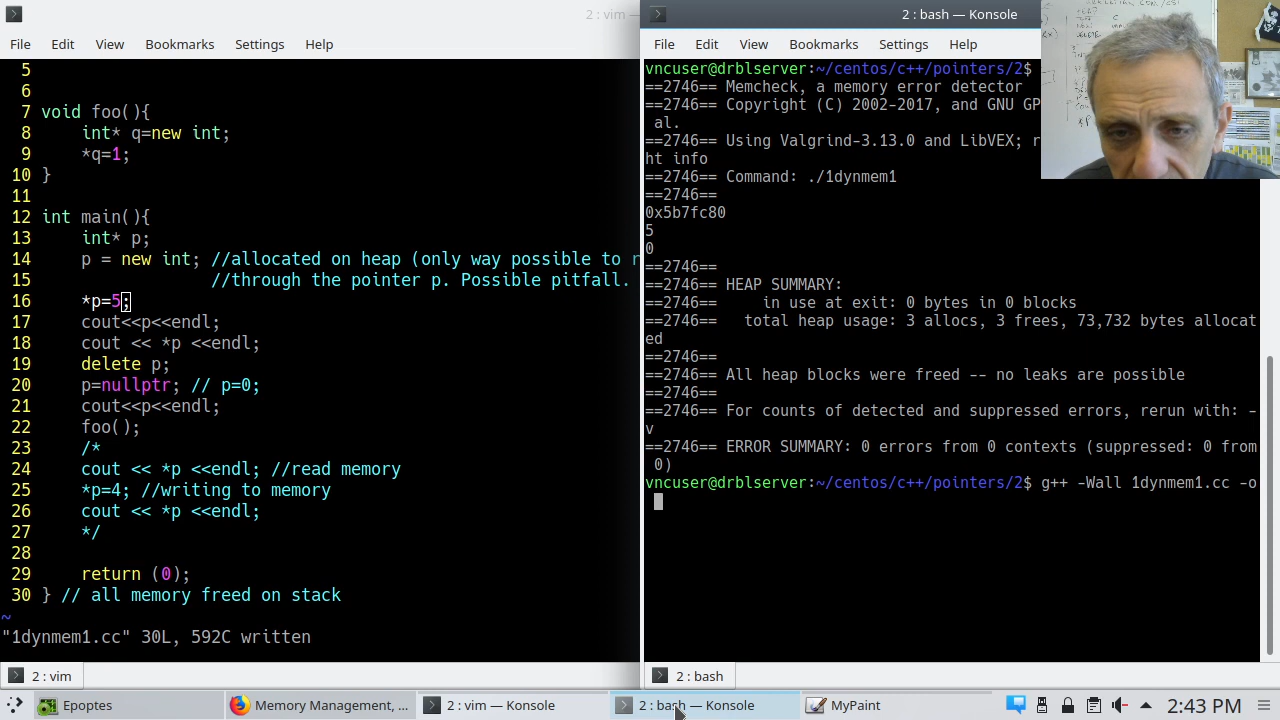 2 : vim —
2 : bash — Konsole
File Edit View Bookmarks Settings Help
File Edit View Bookmarks Settings Help
5
6
7 void foo(){
8 int* q=new int;
9 *q=1;
10 }
11
12 int main(){
13 int* p;
14 p = new int; //allocated on heap (only way possible to r
15 //through the pointer p. Possible pitfall.
16 *p=5;
17 cout<<p<<endl;
18 cout << *p <<endl;
19 delete p;
20 p=nullptr; // p=0;
21 cout<<p<<endl;
22 foo();
23 /*
24 cout << *p <<endl; //read memory
25 *p=4; //writing to memory
26 cout << *p <<endl;
27 */
28
29 return (0);
30 } // all memory freed on stack
~
"1dynmem1.cc" 30L, 592C written
2 : vim
vncuser@drblserver:~/centos/c++/pointers/2$
==2746== Memcheck, a memory error detector
==2746== Copyright (C) 2002-2017, and GNU GP
al.
==2746== Using Valgrind-3.13.0 and LibVEX; r
ht info
==2746== Command: ./1dynmem1
==2746==
0x5b7fc80
5
0
==2746==
==2746== HEAP SUMMARY:
==2746== in use at exit: 0 bytes in 0 blocks
==2746== total heap usage: 3 allocs, 3 frees, 73,732 bytes allocat
ed
==2746==
==2746== All heap blocks were freed -- no leaks are possible
==2746==
==2746== For counts of detected and suppressed errors, rerun with: -
v
==2746== ERROR SUMMARY: 0 errors from 0 contexts (suppressed: 0 from
0)
vncuser@drblserver:~/centos/c++/pointers/2$ g++ -Wall 1dynmem1.cc -o
2 : bash
Epoptes
Memory Management, ...
2 : vim — Konsole
2 : bash — Konsole
MyPaint
2:43 PM